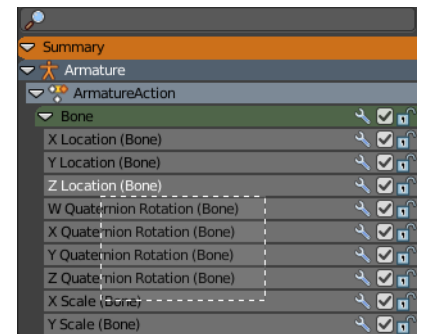 Summary
Armature
ArmatureAction
Bone
X Location (Bone)
Y Location (Bone)
Z Location (Bone)
W Quaternion Rotation (Bone)
X Quaternion Rotation (Bone)
Y Quaternion Rotation (Bone)
Z Quaternion Rotation (Bone)
X Scale (Bone)
Y Scale (Bone)